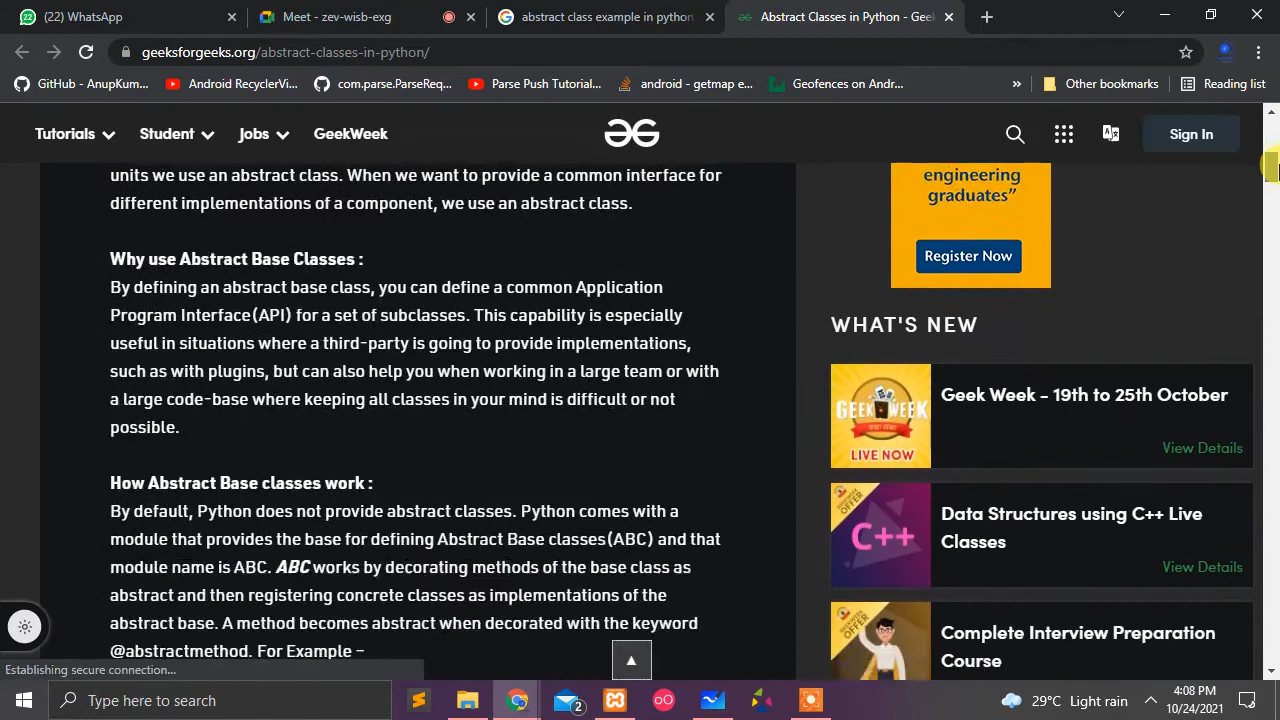 (22) WhatsApp
Meet - zev-wisb-exg
abstract class example in python
Abstract Classes in Python - Geek
geeksforgeeks.org/abstract-classes-in-python/
GitHub - AnupKum...
Android RecyclerVi...
com.parse.ParseReq...
Parse Push Tutorial...
android - getmap e...
Geofences on Andr...
Other bookmarks
Reading list
Tutorials
Student
Jobs
GeekWeek
Sign In
units we use an abstract class. When we want to provide a common interface for
different implementations of a component, we use an abstract class.
Why use Abstract Base Classes :
By defining an abstract base class, you can define a common Application
Program Interface(API) for a set of subclasses. This capability is especially
useful in situations where a third-party is going to provide implementations,
such as with plugins, but can also help you when working in a large team or with
a large code-base where keeping all classes in your mind is difficult or not
possible.
How Abstract Base classes work :
By default, Python does not provide abstract classes. Python comes with a
module that provides the base for defining Abstract Base classes(ABC) and that
module name is ABC. ABC works by decorating methods of the base class as
abstract and then registering concrete classes as implementations of the
abstract base. A method becomes abstract when decorated with the keyword
@abstractmethod. For Example –
engineering
graduates”
Register Now
WHAT'S NEW
GEEK WEEK
LIVE NOW
Geek Week - 19th to 25th October
View Details
C++
Data Structures using C++ Live
Classes
View Details
Complete Interview Preparation
Course
Establishing secure connection...
Type here to search
2
29°C Light rain
4:08 PM
10/24/2021